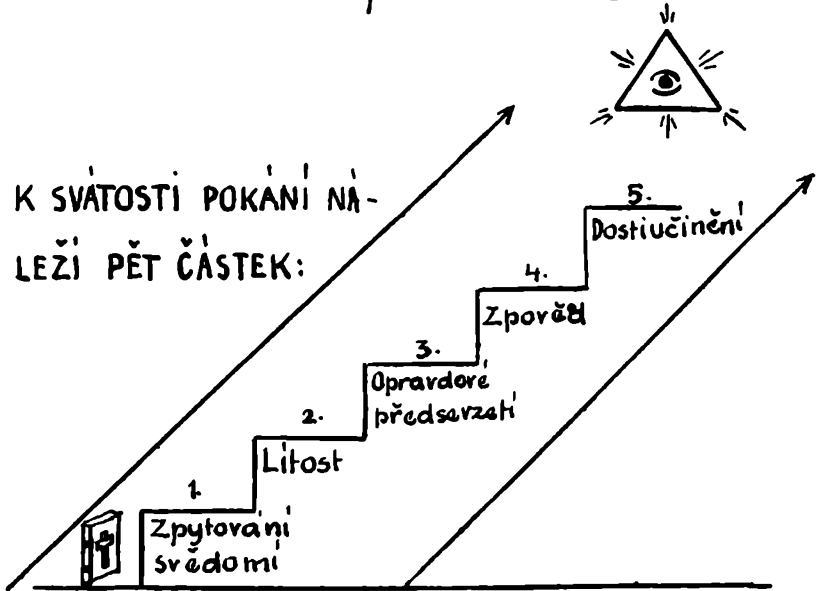 K SVÁTOSTI POKÁNÍ NÁ-
LEŽÍ PĚT ČÁSTEK:
1.
Zpytování
svědomí
2.
Lítost
3.
Opravdové
předsevzetí
4.
Zpověď
5.
Dostiučinění